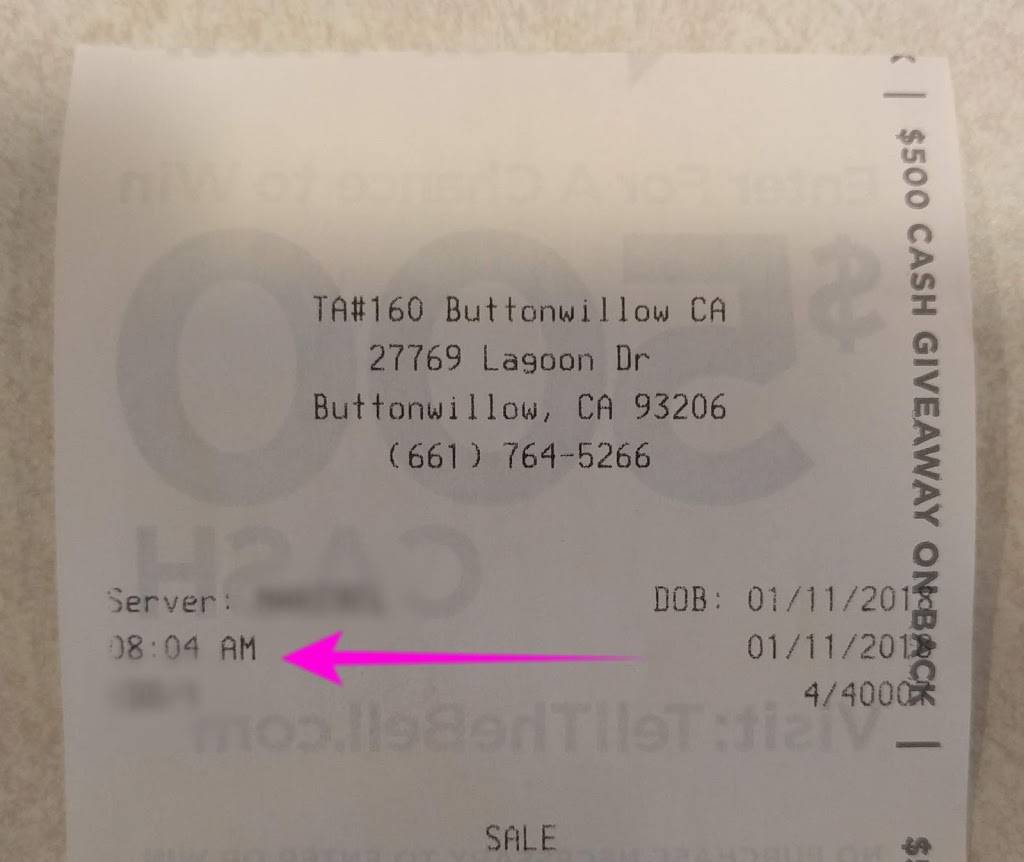 TA#160 Buttonwillow CA
27769 Lagoon Dr
Buttonwillow, CA 93206
(661) 764-5266
Server: DOB: 01/11/2018
08:04 AM 01/11/2018
4/4000
SALE
$500 CASH GIVEAWAY ON BACK
Enter For A Chance to Win
$500
CASH
Visit: TellTheBell.com